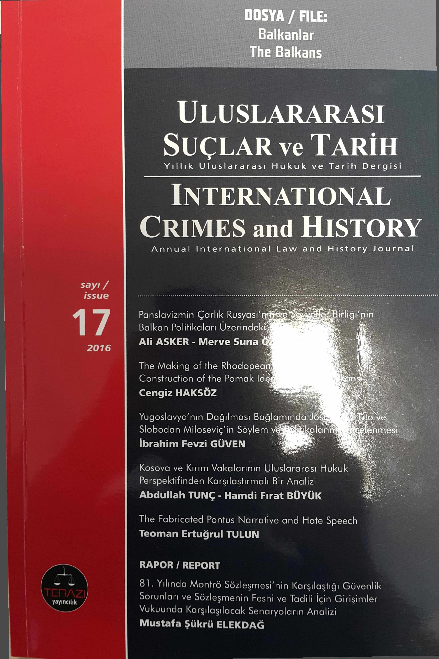 DOSYA / FILE:
Balkanlar
The Balkans
ULUSLARARASI
SUÇLAR ve TARİH
Yıllık Uluslararası Hukuk ve Tarih Dergisi
INTERNATIONAL
CRIMES and HISTORY
Annual International Law and History Journal
sayı /
issue
17
2016
Panslavizmin Çarlık Rusyası'ndan Birliği'nin
Balkan Politikaları Üzerindeki
Ali ASKER - Merve Suna
The Making of the Rhodopean
Construction of the Pomak
Cengiz HAKSÖZ
Yugoslavya'nın Dağılması Bağlamında ve
Slobodan Miloseviç'in Söylem ve
İbrahim Fevzi GÜVEN
Kosova ve Kırım Vakalarının Uluslararası Hukuk
Perspektifinden Karşılaştırmalı Bir Analiz
Abdullah TUNÇ - Hamdi Fırat BÜYÜK
The Fabricated Pontus Narrative and Hate Speech
Teoman Ertuğrul TULUN
RAPOR / REPORT
81. Yılında Montrö Sözleşmesi'nin Karşılaştığı Güvenlik
Sorunları ve Sözleşmenin Feshi ve Tadili İçin Girişimler
Vukuunda Karşılaşılacak Senaryoların Analizi
Mustafa Şükrü ELEKDAĞ
TERAZİ
yayıncılık